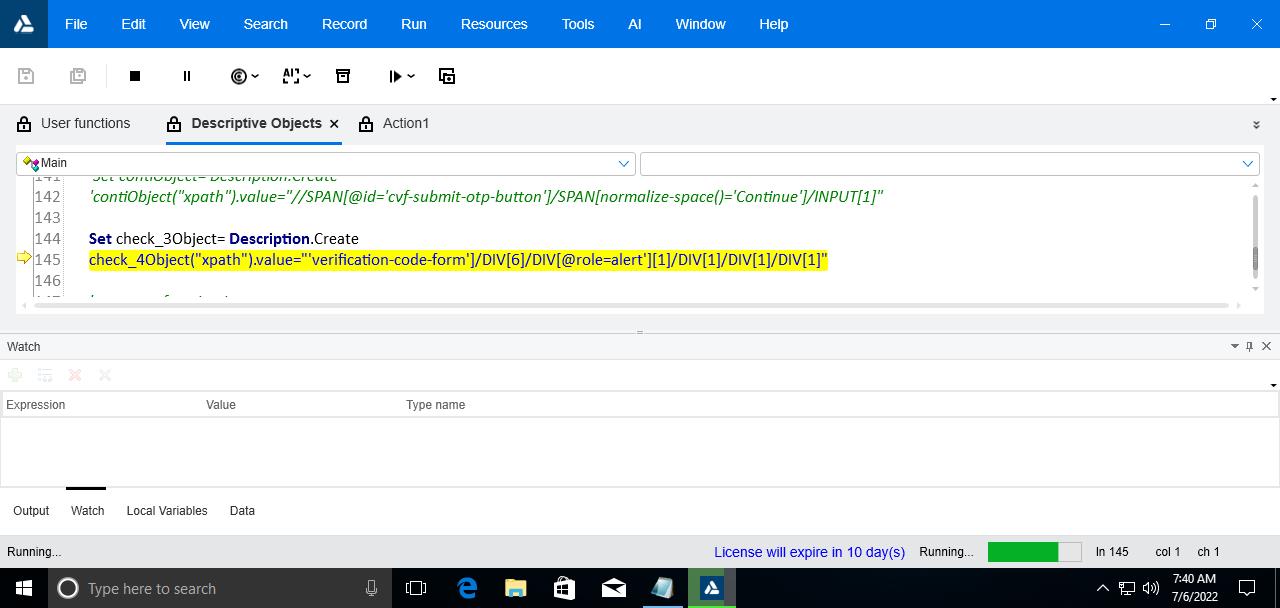 File Edit View Search Record Run Resources Tools AI Window Help
User functions Descriptive Objects Action1
Main
141 'Set contiObject= Description.Create
142 'contiObject("xpath").value="//SPAN[@id='cvf-submit-otp-button']/SPAN[normalize-space()='Continue']/INPUT[1]"
143
144 Set check_3Object= Description.Create
145 check_4Object("xpath").value="'verification-code-form']/DIV[6]/DIV[@role=alert'][1]/DIV[1]/DIV[1]/DIV[1]"
146
Watch
Expression Value Type name
Output Watch Local Variables Data
Running... License will expire in 10 day(s) Running... ln 145 col 1 ch 1
Type here to search
7:40 AM
7/6/2022